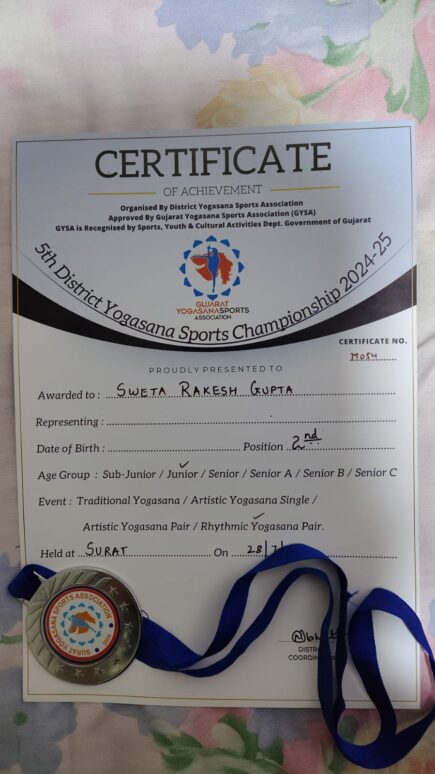 CERTIFICATE
OF ACHIEVEMENT
Organised By District Yogasana Sports Association
Approved By Gujarat Yogasana Sports Association (GYSA)
GYSA is Recognised by Sports, Youth & Cultural Activities Dept. Government of Gujarat
GUJARAT
YOGASANASPORTS
ASSOCIATION
5th District Yogasana Sports Championship 2024-25
CERTIFICATE NO.
M054
PROUDLY PRESENTED TO
Awarded to : SWETA RAKESH GUPTA
Representing :
Date of Birth : Position 2nd
Age Group : Sub-Junior / Junior / Senior / Senior A / Senior B / Senior C
Event : Traditional Yogasana / Artistic Yogasana Single /
Artistic Yogasana Pair / Rhythmic Yogasana Pair.
Held at SURAT On 28/7/
SURAT YOGASANA SPORTS ASSOCIATION